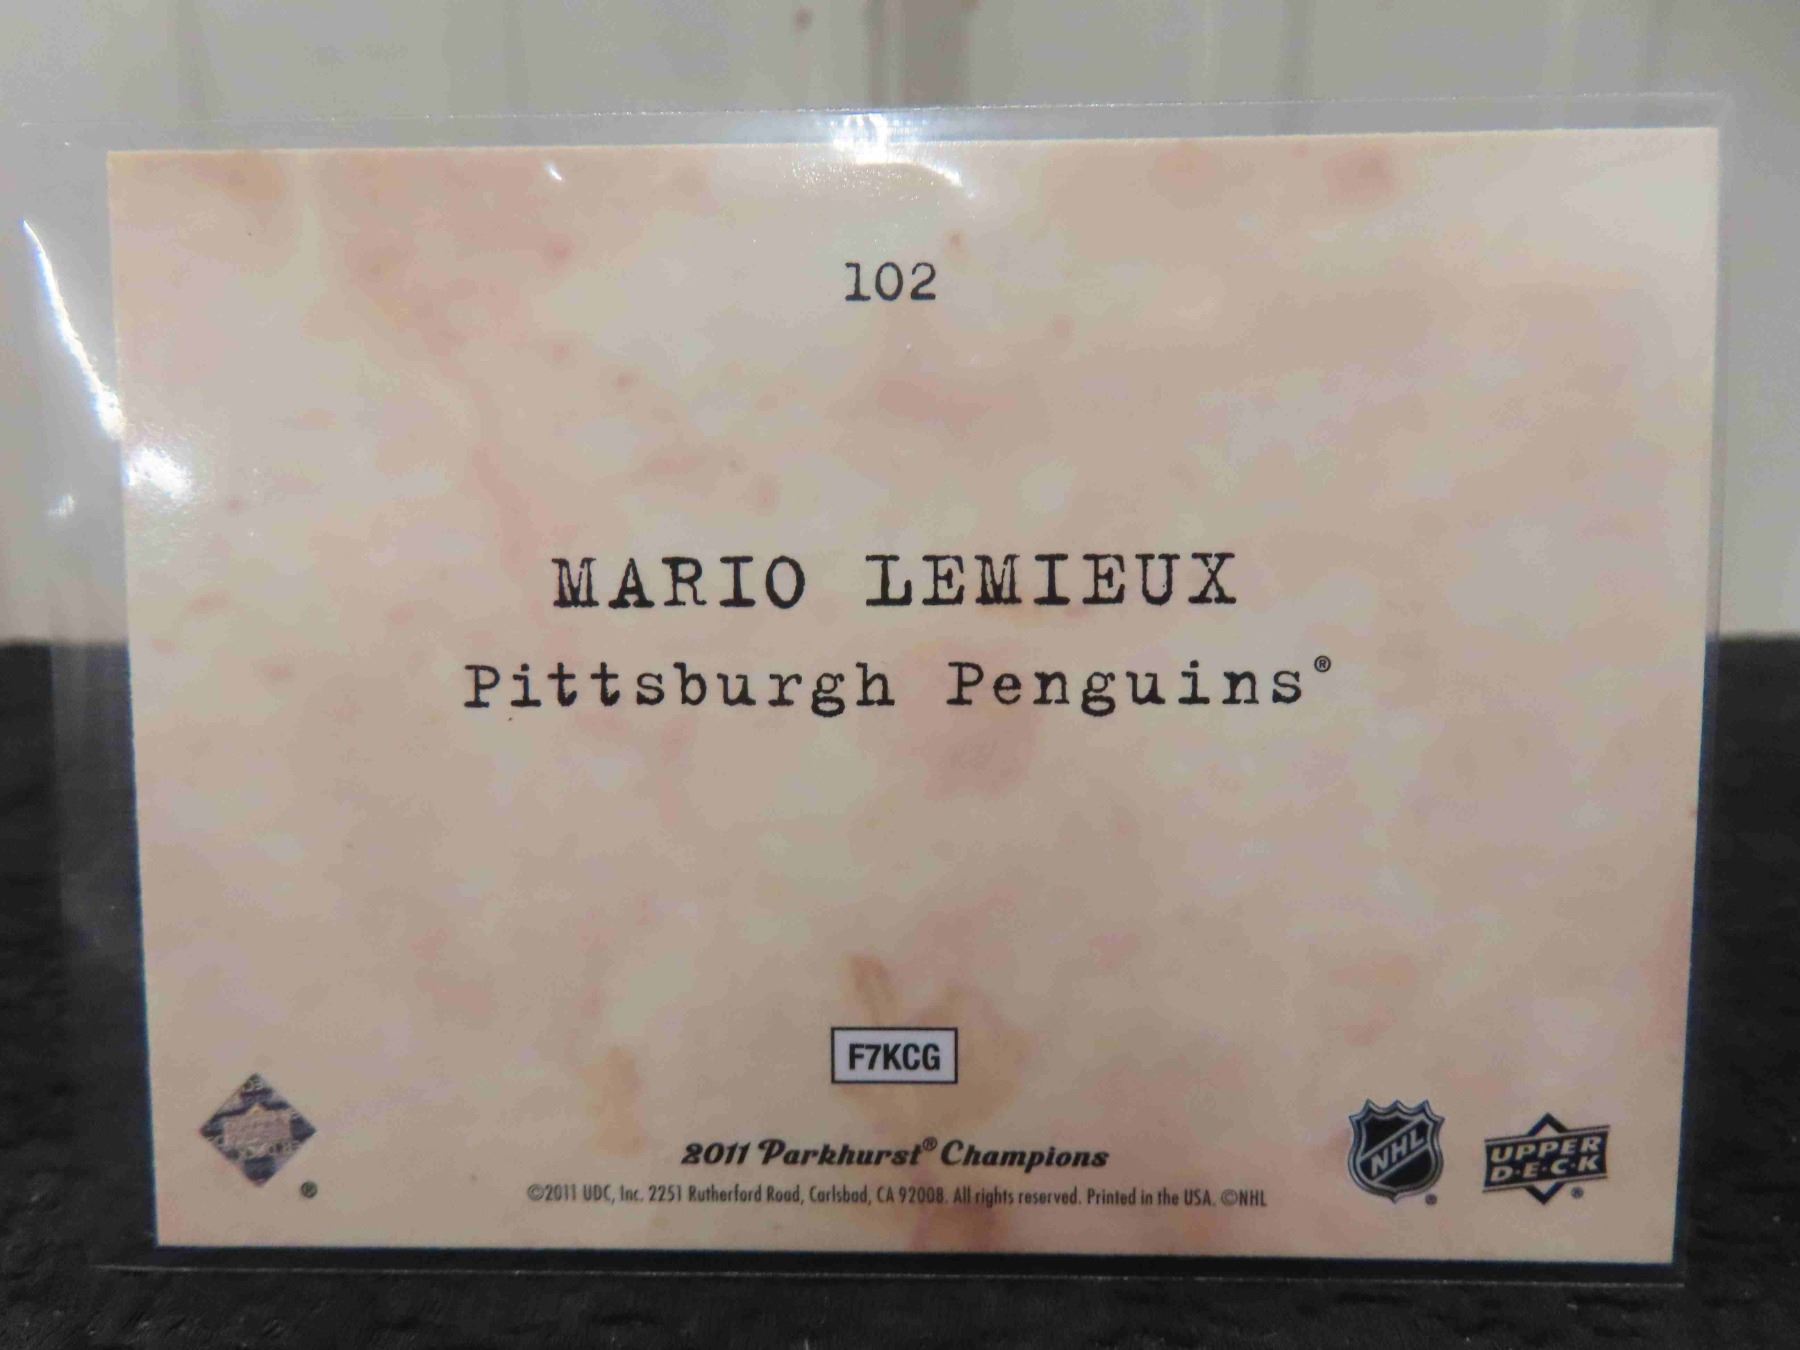 102
MARIO LEMIEUX
Pittsburgh Penguins®
F7KCG
2011 Parkhurst® Champions
©2011 UDC, Inc. 2251 Rutherford Road, Carlsbad, CA 92008. All rights reserved. Printed in the USA. ©NHL
®
NHL
®
UPPER
D·E·C·K
®